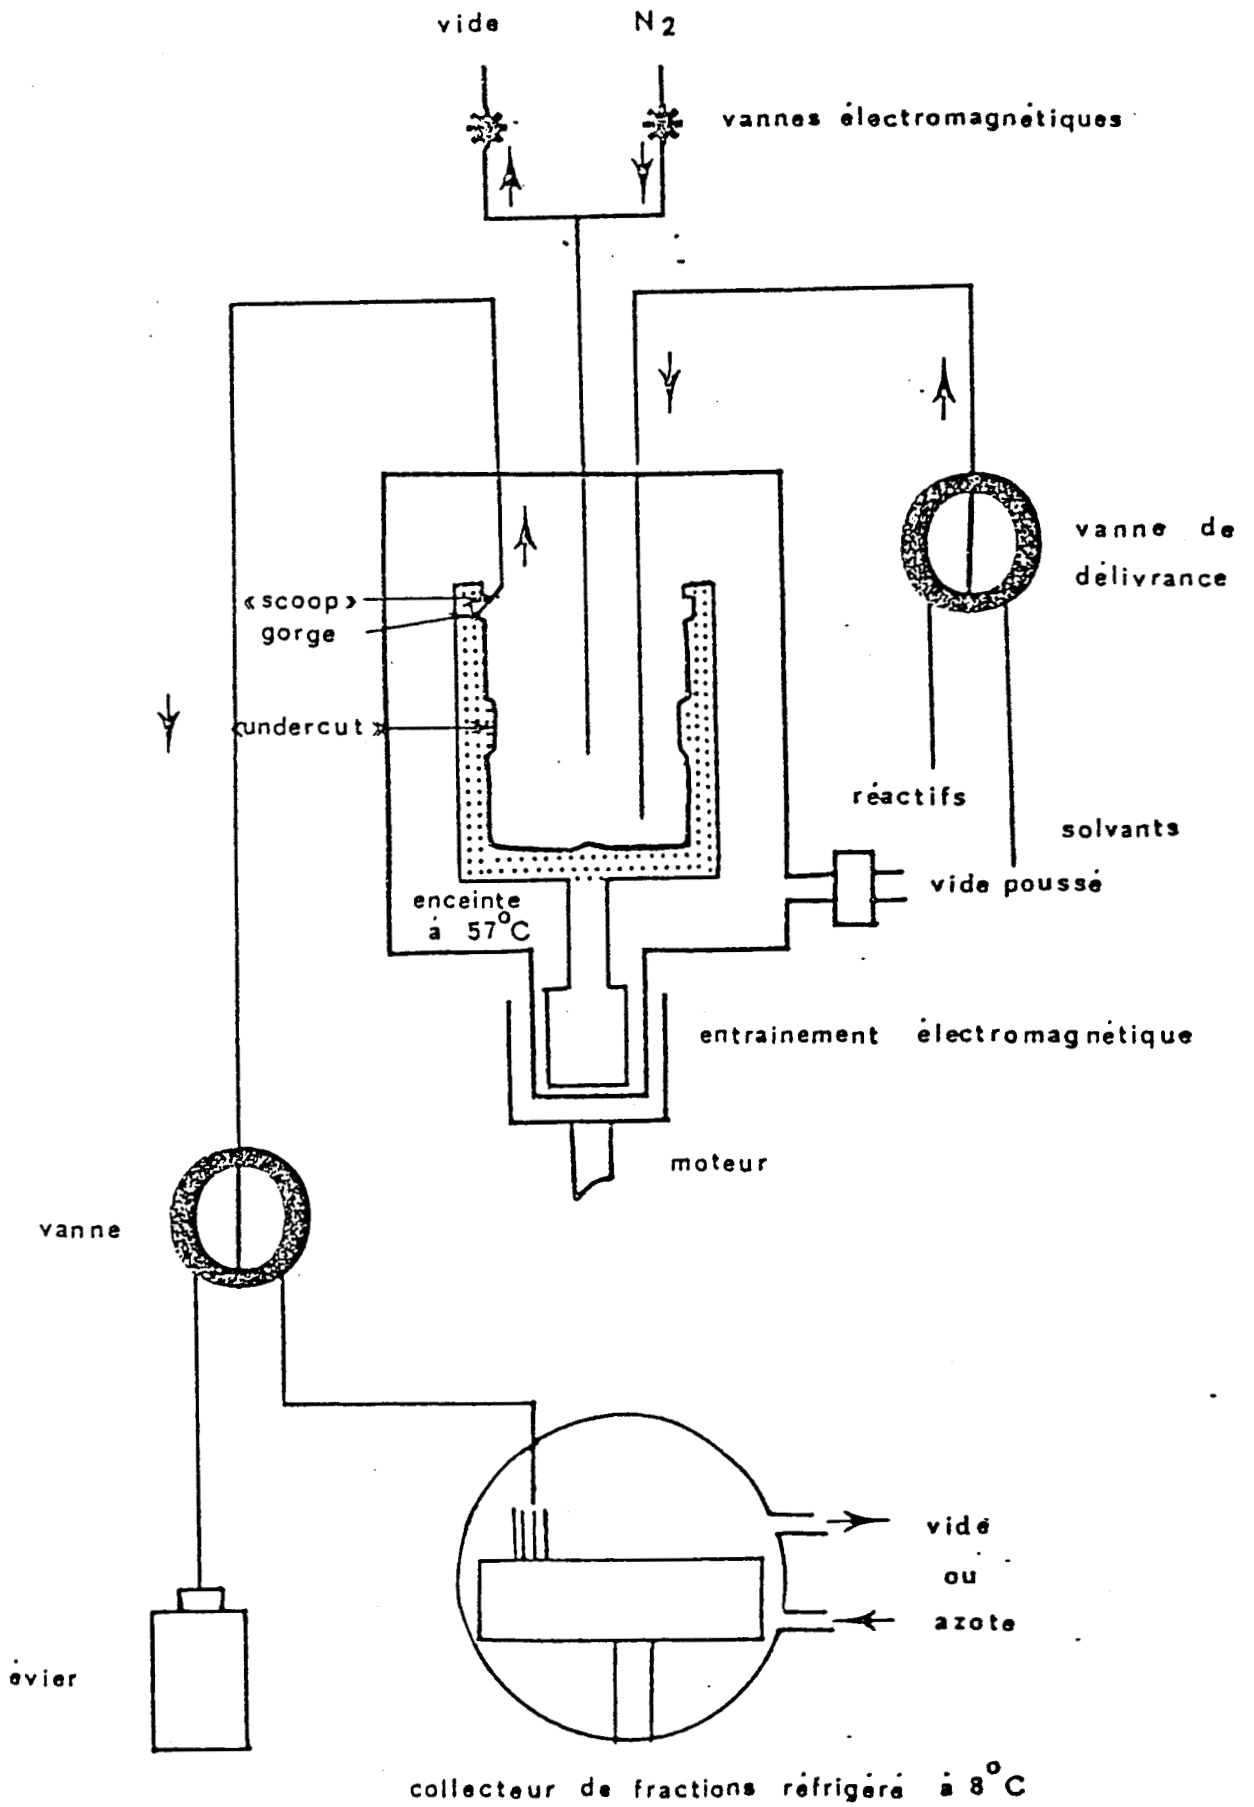 vide N2
vannes électromagnétiques
vanne de
délivrance
«scoop»
gorge
«undercut»
réactifs
solvants
vide poussé
enceinte
à 57°C
entrainement électromagnétique
moteur
vanne
vide
ou
azote
évier
collecteur de fractions réfrigéré à 8°C